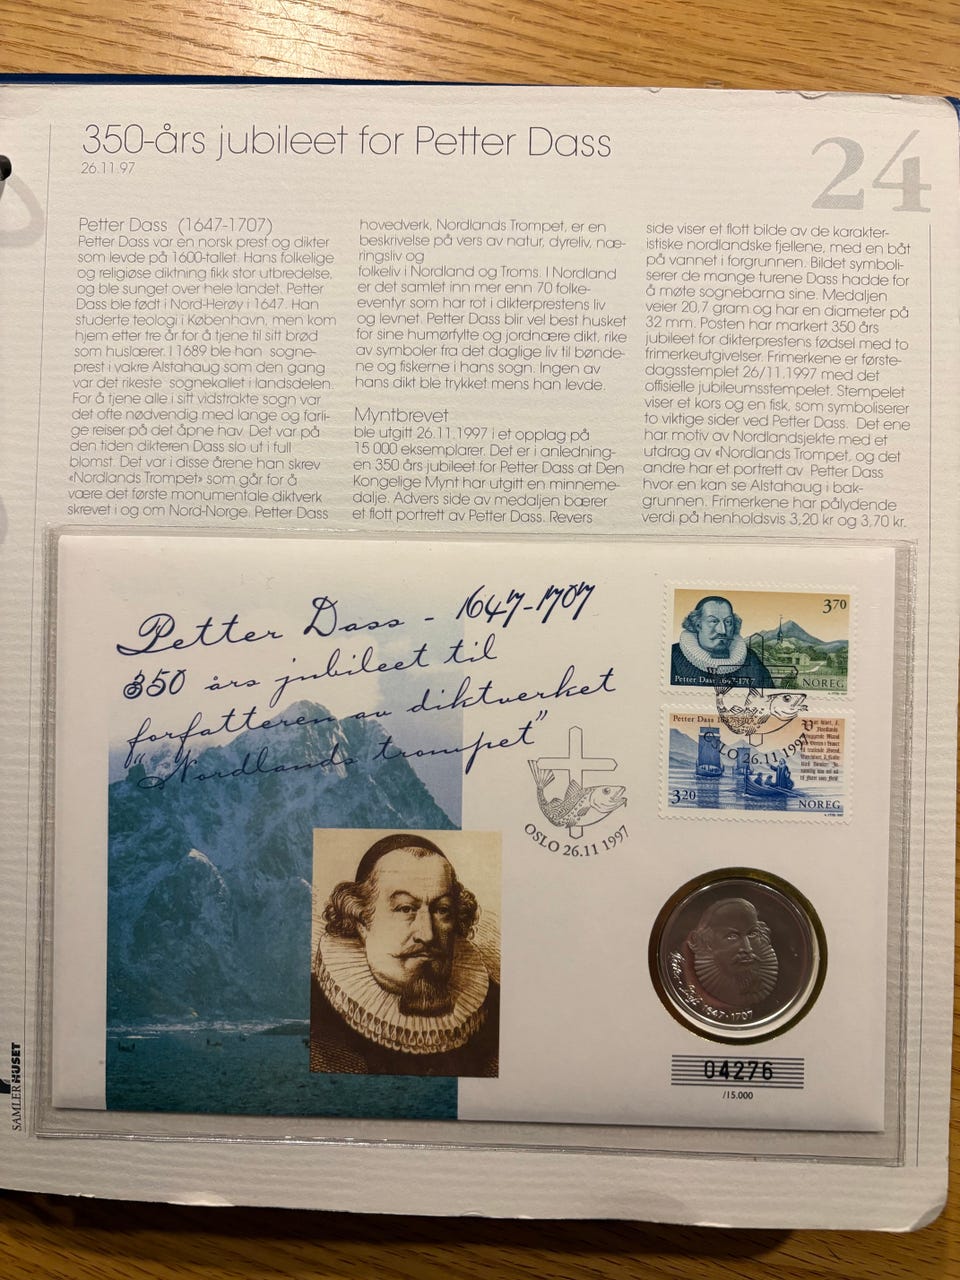 350-års jubileet for Petter Dass
26.11.97
24
Petter Dass (1647-1707)
Petter Dass var en norsk prest og dikter
som levde på 1600-tallet. Hans folkelige
og religiøse diktning fikk stor utbredelse,
og ble sunget over hele landet. Petter
Dass ble født i Nord-Herøy i 1647. Han
studerte teologi i København, men kom
hjem etter tre år for å tjene til sitt brød
som huslærer. I 1689 ble han sogne-
prest i vakre Alstahaug som den gang
var det rikeste sognekallet i landsdelen.
For å tjene alle i sitt vidstrakte sogn var
det ofte nødvendig med lange og farli-
ge reiser på det åpne hav. Det var på
den tiden dikteren Dass slo ut i full
blomst. Det var i disse årene han skrev
«Nordlands Trompet» som går for å
være det første monumentale diktverk
skrevet i og om Nord-Norge. Petter Dass
hovedverk, Nordlands Trompet, er en
beskrivelse på vers av natur, dyreliv, næ-
ringsliv og
folkeliv i Nordland og Troms. I Nordland
er det samlet inn mer enn 70 folke-
eventyr som har rot i dikterprestens liv
og levnet. Petter Dass blir vel best husket
for sine humørfylte og jordnære dikt, rike
av symboler fra det daglige liv til bønde-
ne og fiskerne i hans sogn. Ingen av
hans dikt ble trykket mens han levde.
Myntbrevet
ble utgitt 26.11.1997 i et opplag på
15 000 eksemplarer. Det er i anledning-
en 350 års jubileet for Petter Dass at Den
Kongelige Mynt har utgitt en minneme-
dalje. Advers side av medaljen bærer
et flott portrett av Petter Dass. Revers
side viser et flott bilde av de karakter-
istiske nordlandske fjellene, med en båt
på vannet i forgrunnen. Bildet symboli-
serer de mange turene Dass hadde for
å møte sognebarna sine. Medaljen
veier 20,7 gram og har en diameter på
32 mm. Posten har markert 350 års
jubileet for dikterprestens fødsel med to
frimerkeutgivelser. Frimerkene er første-
dagsstemplet 26/11.1997 med det
offisielle jubileumsstempelet. Stempelet
viser et kors og en fisk, som symboliserer
to viktige sider ved Petter Dass. Det ene
har motiv av Nordlandsjekte med et
utdrag av «Nordlands Trompet, og det
andre har et portrett av Petter Dass
hvor en kan se Alstahaug i bak-
grunnen. Frimerkene har pålydende
verdi på henholdsvis 3,20 kr og 3,70 kr.
Petter Dass - 1647-1707
350 års jubileet til
forfatteren av diktverket
"Nordlands trompet"
370
Petter Dass 1647-1707
NOREG
Petter Dass 1647-1707
OSLO 26.11 1997
320
NOREG
OSLO 26.11 1997
1647 · 1707
04276
/15.000
SAMLERHUSET